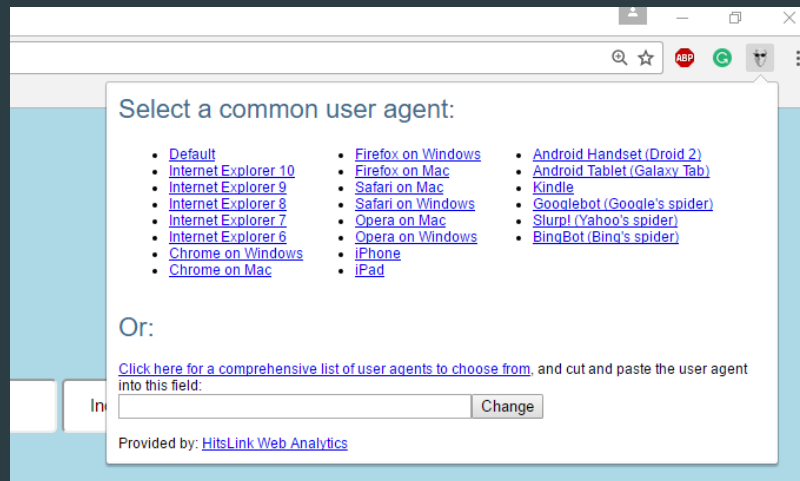 ABP
G
Select a common user agent:
Default
Internet Explorer 10
Internet Explorer 9
Internet Explorer 8
Internet Explorer 7
Internet Explorer 6
Chrome on Windows
Chrome on Mac
Firefox on Windows
Firefox on Mac
Safari on Mac
Safari on Windows
Opera on Mac
Opera on Windows
iPhone
iPad
Android Handset (Droid 2)
Android Tablet (Galaxy Tab)
Kindle
Googlebot (Google's spider)
Slurp! (Yahoo's spider)
BingBot (Bing's spider)
Or:
Click here for a comprehensive list of user agents to choose from, and cut and paste the user agent
into this field:
Change
Provided by: HitsLink Web Analytics